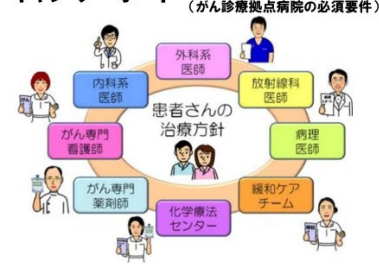 (がん診療拠点病院の必須要件)
外科系
医師
内科系
医師
放射線科
医師
患者さんの
治療方針
がん専門
看護師
病理
医師
がん専門
薬剤師
緩和ケア
チーム
化学療法
センター